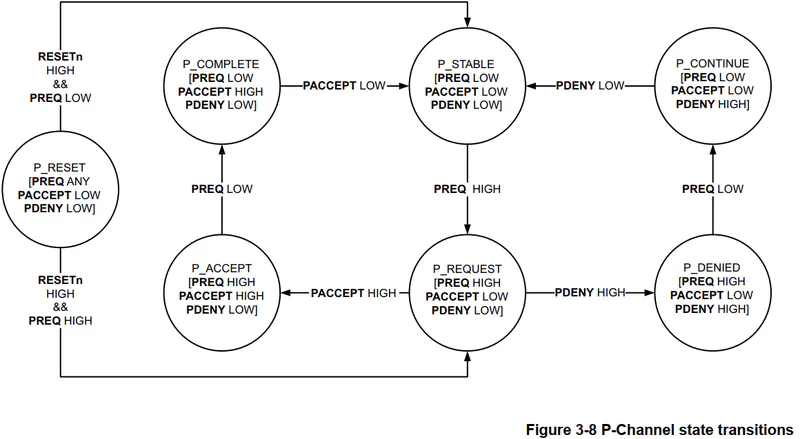 RESETn
HIGH
&&
PREQ LOW
P_COMPLETE
[PREQ LOW
PACCEPT HIGH
PDENY LOW]
PACCEPT LOW
P_STABLE
[PREQ LOW
PACCEPT LOW
PDENY LOW]
PDENY LOW
P_CONTINUE
[PREQ LOW
PACCEPT LOW
PDENY HIGH]
P_RESET
[PREQ ANY
PACCEPT LOW
PDENY LOW]
PREQ LOW
PREQ HIGH
PREQ LOW
RESETn
HIGH
&&
PREQ HIGH
P_ACCEPT
[PREQ HIGH
PACCEPT HIGH
PDENY LOW]
PACCEPT HIGH
P_REQUEST
[PREQ HIGH
PACCEPT LOW
PDENY LOW]
PDENY HIGH
P_DENIED
[PREQ HIGH
PACCEPT LOW
PDENY HIGH]
Figure 3-8 P-Channel state transitions